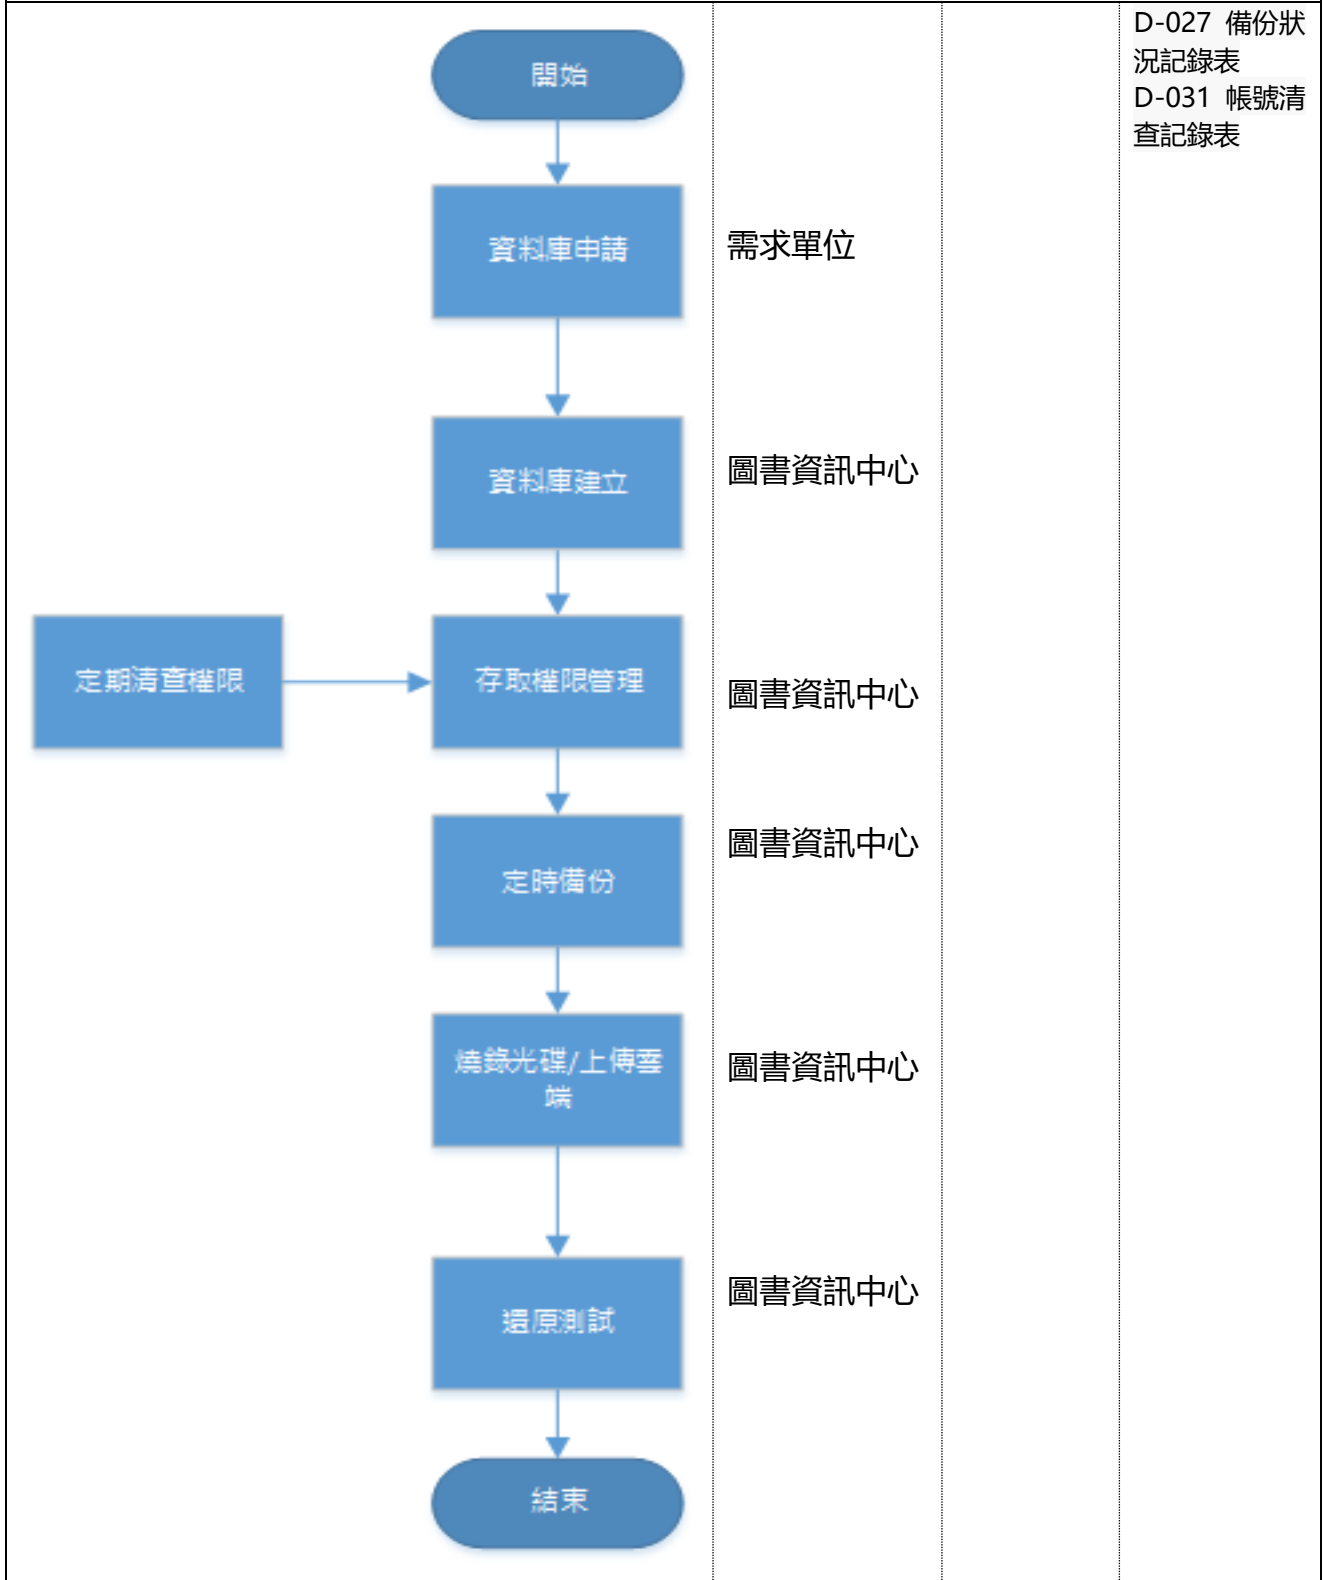 D-027 備份狀
況記錄表
D-031 帳號清
查記錄表
開始
資料庫申請
需求單位
資料庫建立
圖書資訊中心
定期清查權限
存取權限管理
圖書資訊中心
定時備份
圖書資訊中心
燒錄光碟/上傳雲
端
圖書資訊中心
還原測試
圖書資訊中心
結束